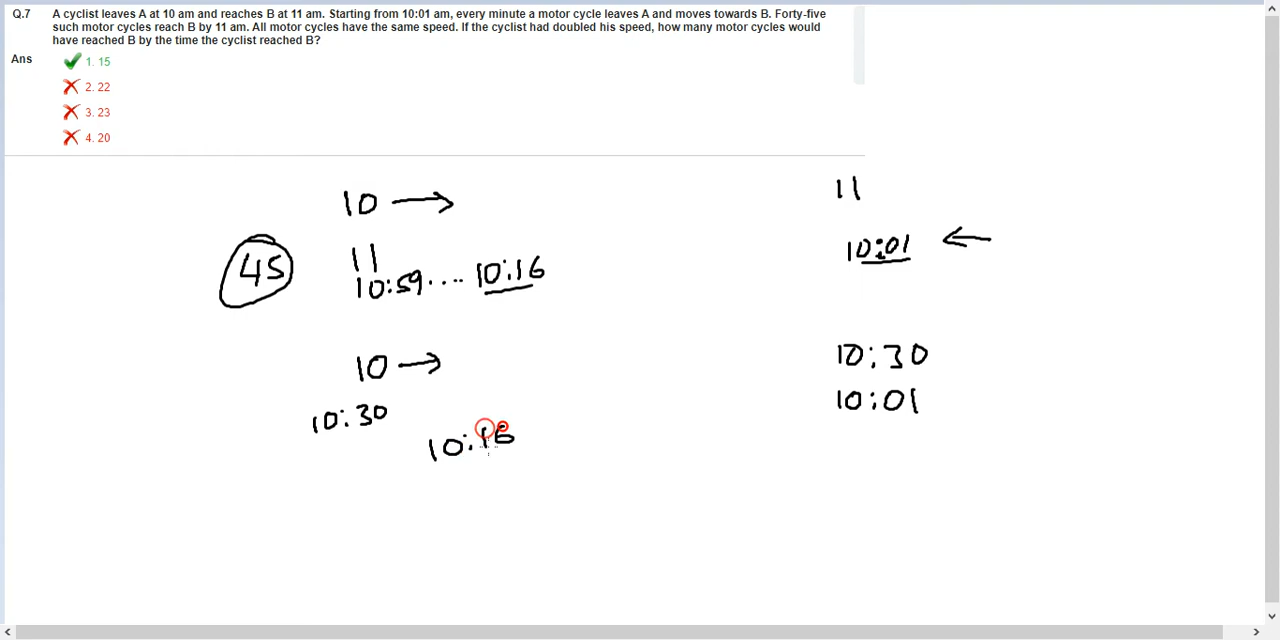 Q.7 A cyclist leaves A at 10 am and reaches B at 11 am. Starting from 10:01 am, every minute a motor cycle leaves A and moves towards B. Forty-five
such motor cycles reach B by 11 am. All motor cycles have the same speed. If the cyclist had doubled his speed, how many motor cycles would
have reached B by the time the cyclist reached B?
Ans 1. 15
2. 22
3. 23
4. 20
10 → 11
45 11 10:01 ←
10:59.... 10:16
10 → 10:30
10:30 10:01
10:16